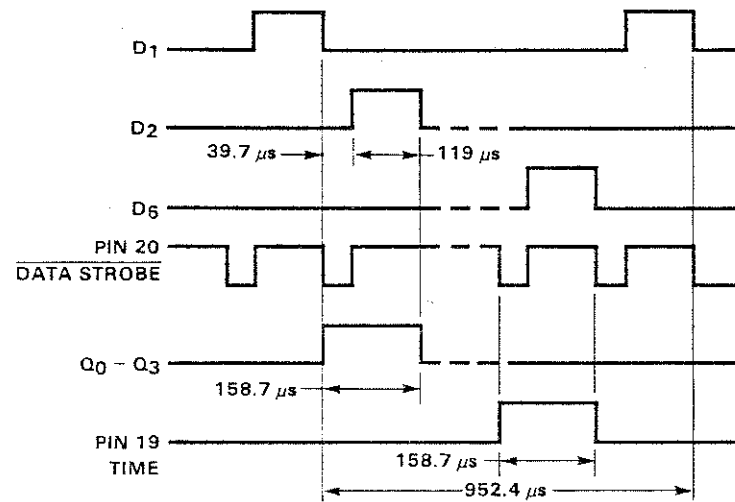 D1
D2
39.7 μs
119 μs
D6
PIN 20
DATA STROBE
Q0 – Q3
158.7 μs
PIN 19
TIME
158.7 μs
952.4 μs